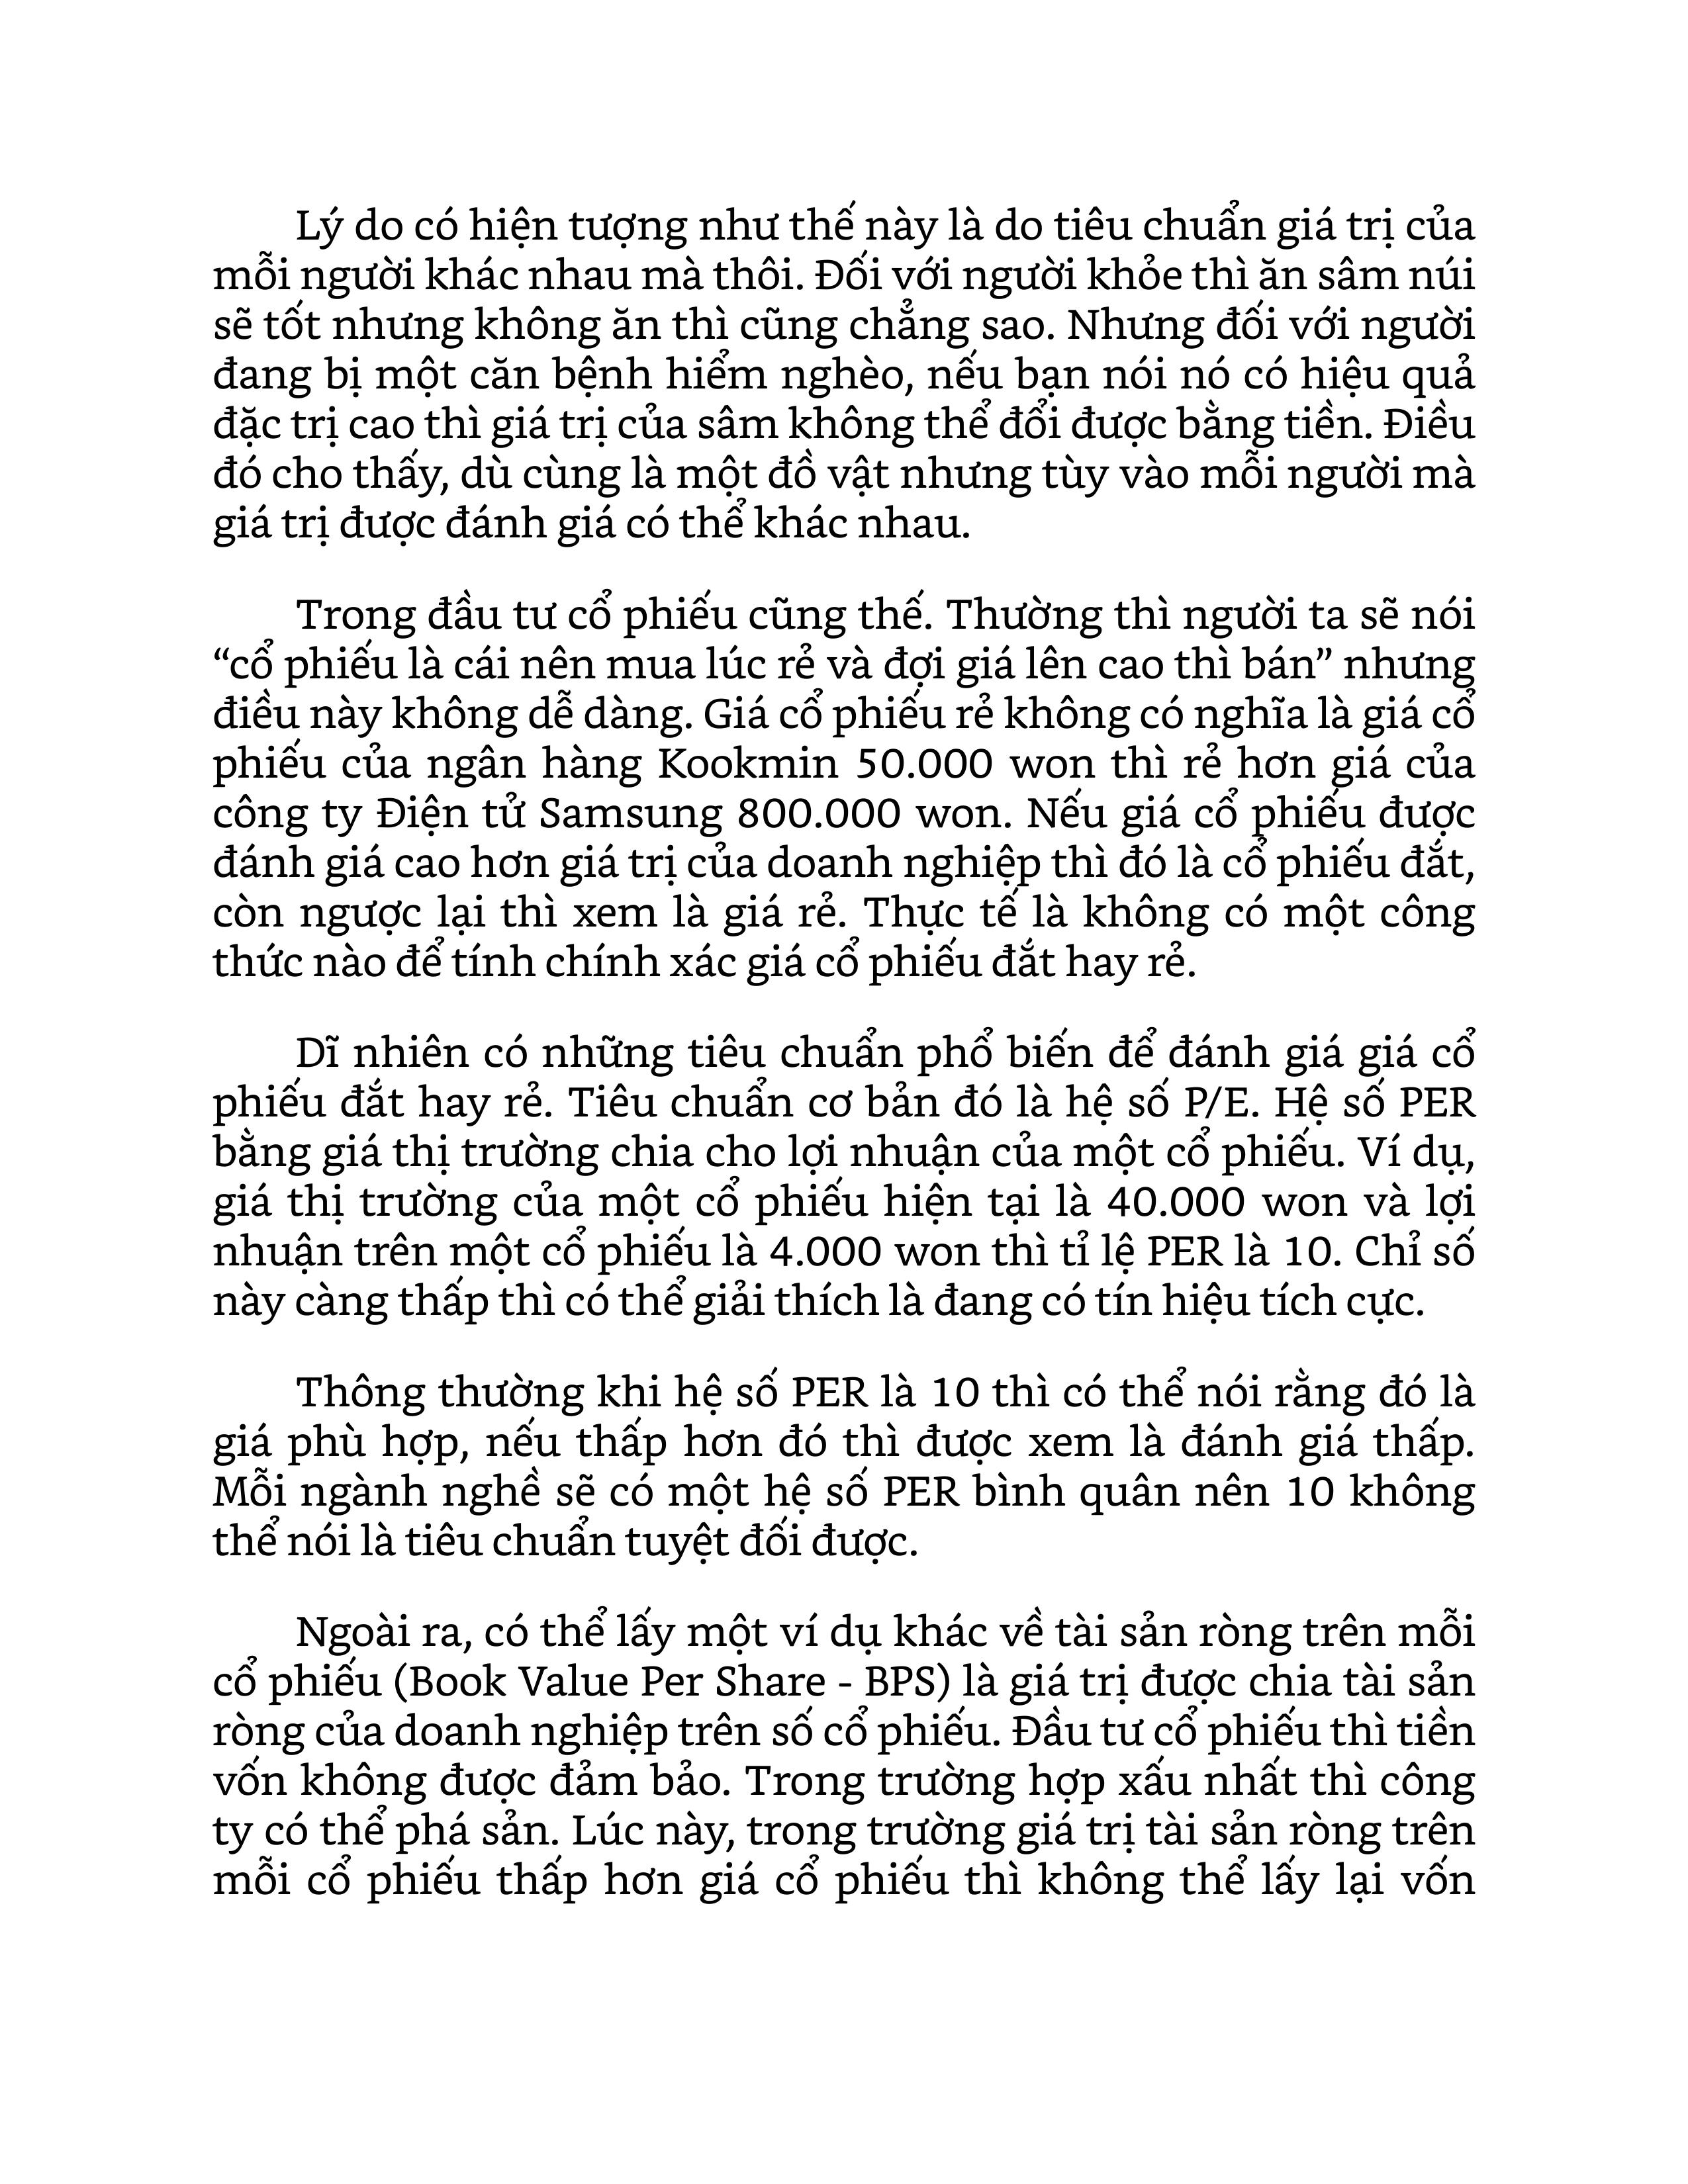 Lý do có hiện tượng như thế này là do tiêu chuẩn giá trị của
mỗi người khác nhau mà thôi. Đối với người khỏe thì ăn sâm núi
sẽ tốt nhưng không ăn thì cũng chẳng sao. Nhưng đối với người
đang bị một căn bệnh hiểm nghèo, nếu bạn nói nó có hiệu quả
đặc trị cao thì giá trị của sâm không thể đổi được bằng tiền. Điều
đó cho thấy, dù cùng là một đồ vật nhưng tùy vào mỗi người mà
giá trị được đánh giá có thể khác nhau.
Trong đầu tư cổ phiếu cũng thế. Thường thì người ta sẽ nói
“cổ phiếu là cái nên mua lúc rẻ và đợi giá lên cao thì bán” nhưng
điều này không dễ dàng. Giá cổ phiếu rẻ không có nghĩa là giá cổ
phiếu của ngân hàng Kookmin 50.000 won thì rẻ hơn giá của
công ty Điện tử Samsung 800.000 won. Nếu giá cổ phiếu được
đánh giá cao hơn giá trị của doanh nghiệp thì đó là cổ phiếu đắt,
còn ngược lại thì xem là giá rẻ. Thực tế là không có một công
thức nào để tính chính xác giá cổ phiếu đắt hay rẻ.
Dĩ nhiên có những tiêu chuẩn phổ biến để đánh giá giá cổ
phiếu đắt hay rẻ. Tiêu chuẩn cơ bản đó là hệ số P/E. Hệ số PER
bằng giá thị trường chia cho lợi nhuận của một cổ phiếu. Ví dụ,
giá thị trường của một cổ phiếu hiện tại là 40.000 won và lợi
nhuận trên một cổ phiếu là 4.000 won thì tỉ lệ PER là 10. Chỉ số
này càng thấp thì có thể giải thích là đang có tín hiệu tích cực.
Thông thường khi hệ số PER là 10 thì có thể nói rằng đó là
giá phù hợp, nếu thấp hơn đó thì được xem là đánh giá thấp.
Mỗi ngành nghề sẽ có một hệ số PER bình quân nên 10 không
thể nói là tiêu chuẩn tuyệt đối được.
Ngoài ra, có thể lấy một ví dụ khác về tài sản ròng trên mỗi
cổ phiếu (Book Value Per Share - BPS) là giá trị được chia tài sản
ròng của doanh nghiệp trên số cổ phiếu. Đầu tư cổ phiếu thì tiền
vốn không được đảm bảo. Trong trường hợp xấu nhất thì công
ty có thể phá sản. Lúc này, trong trường giá trị tài sản ròng trên
mỗi cổ phiếu thấp hơn giá cổ phiếu thì không thể lấy lại vốn